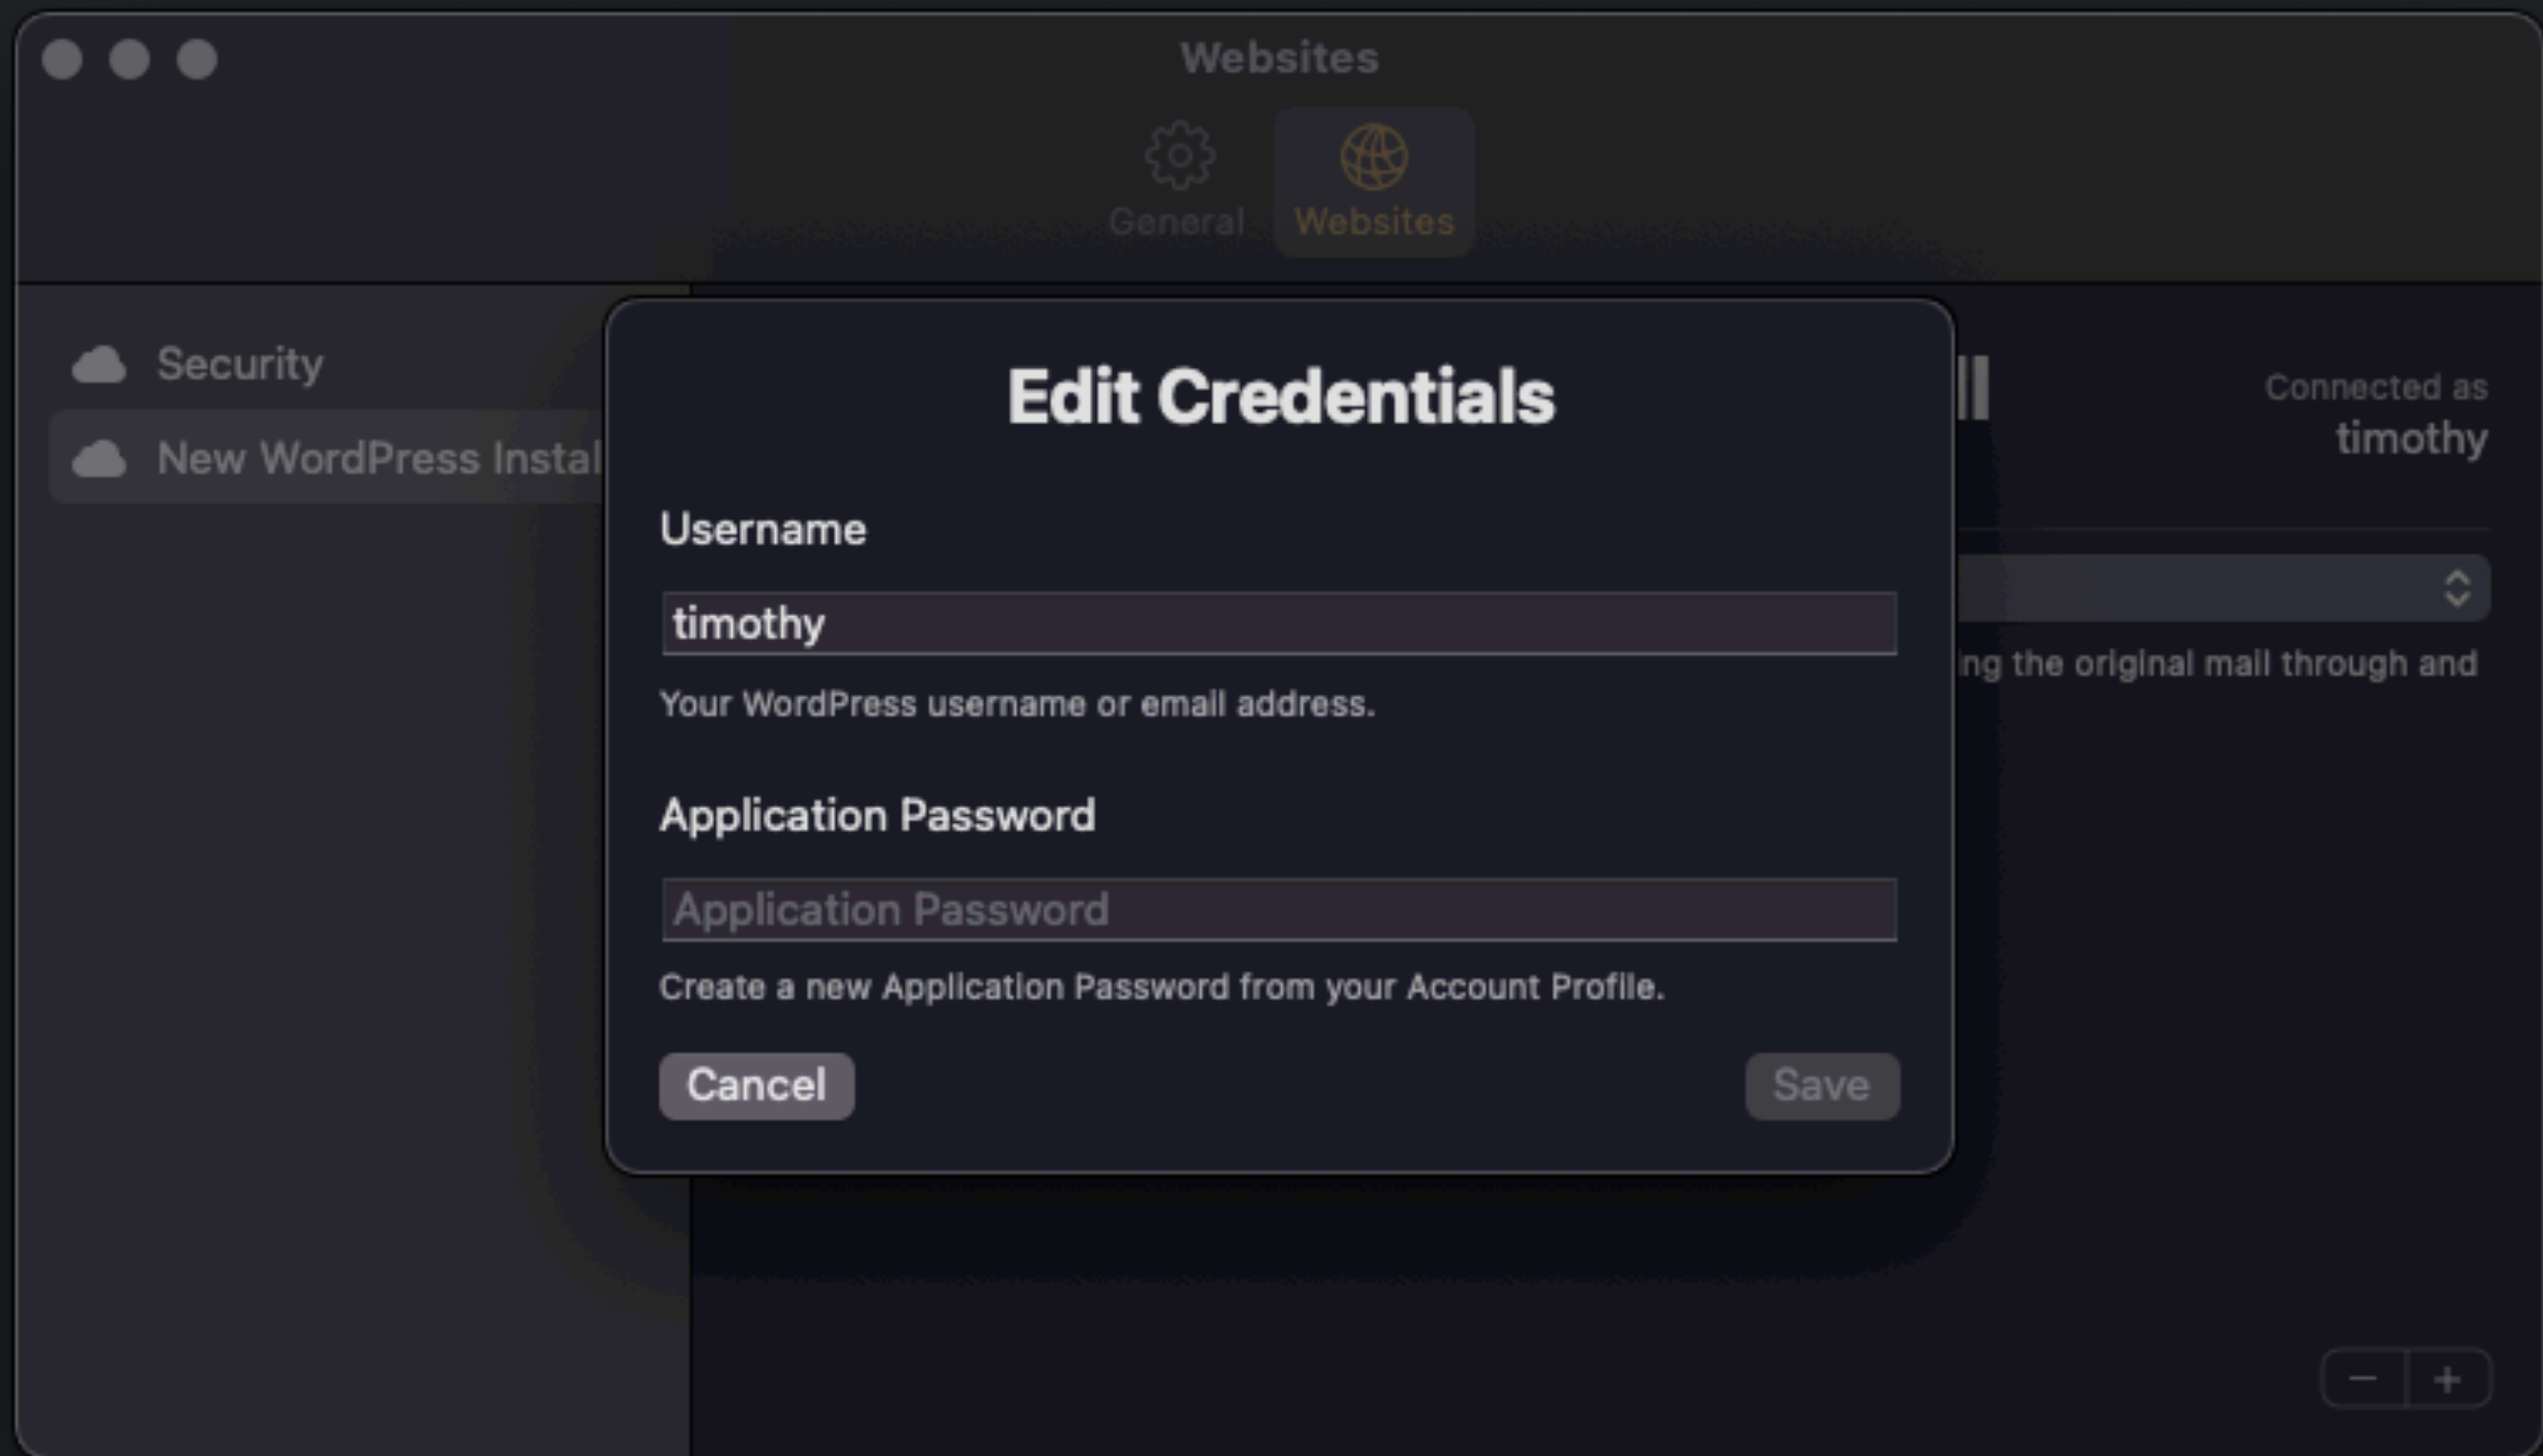 Websites
General
Websites
Security
New WordPress Instal
Connected as
timothy
ing the original mail through and
Edit Credentials
Username
timothy
Your WordPress username or email address.
Application Password
Application Password
Create a new Application Password from your Account Profile.
Cancel
Save